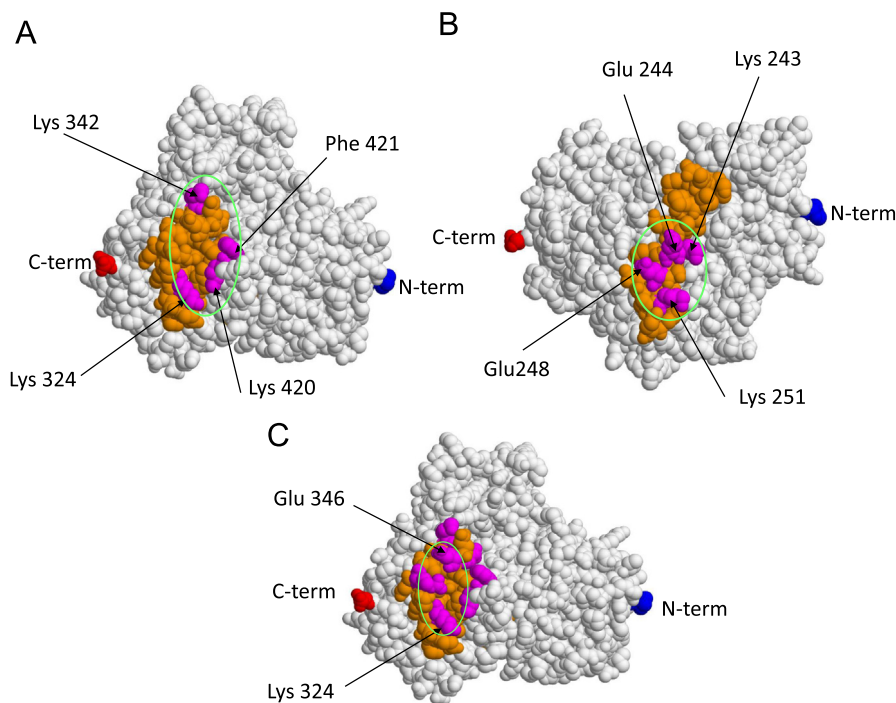 A
Lys 342
Phe 421
C-term
N-term
Lys 324
Lys 420
B
Glu 244
Lys 243
C-term
N-term
Glu248
Lys 251
C
Glu 346
C-term
N-term
Lys 324